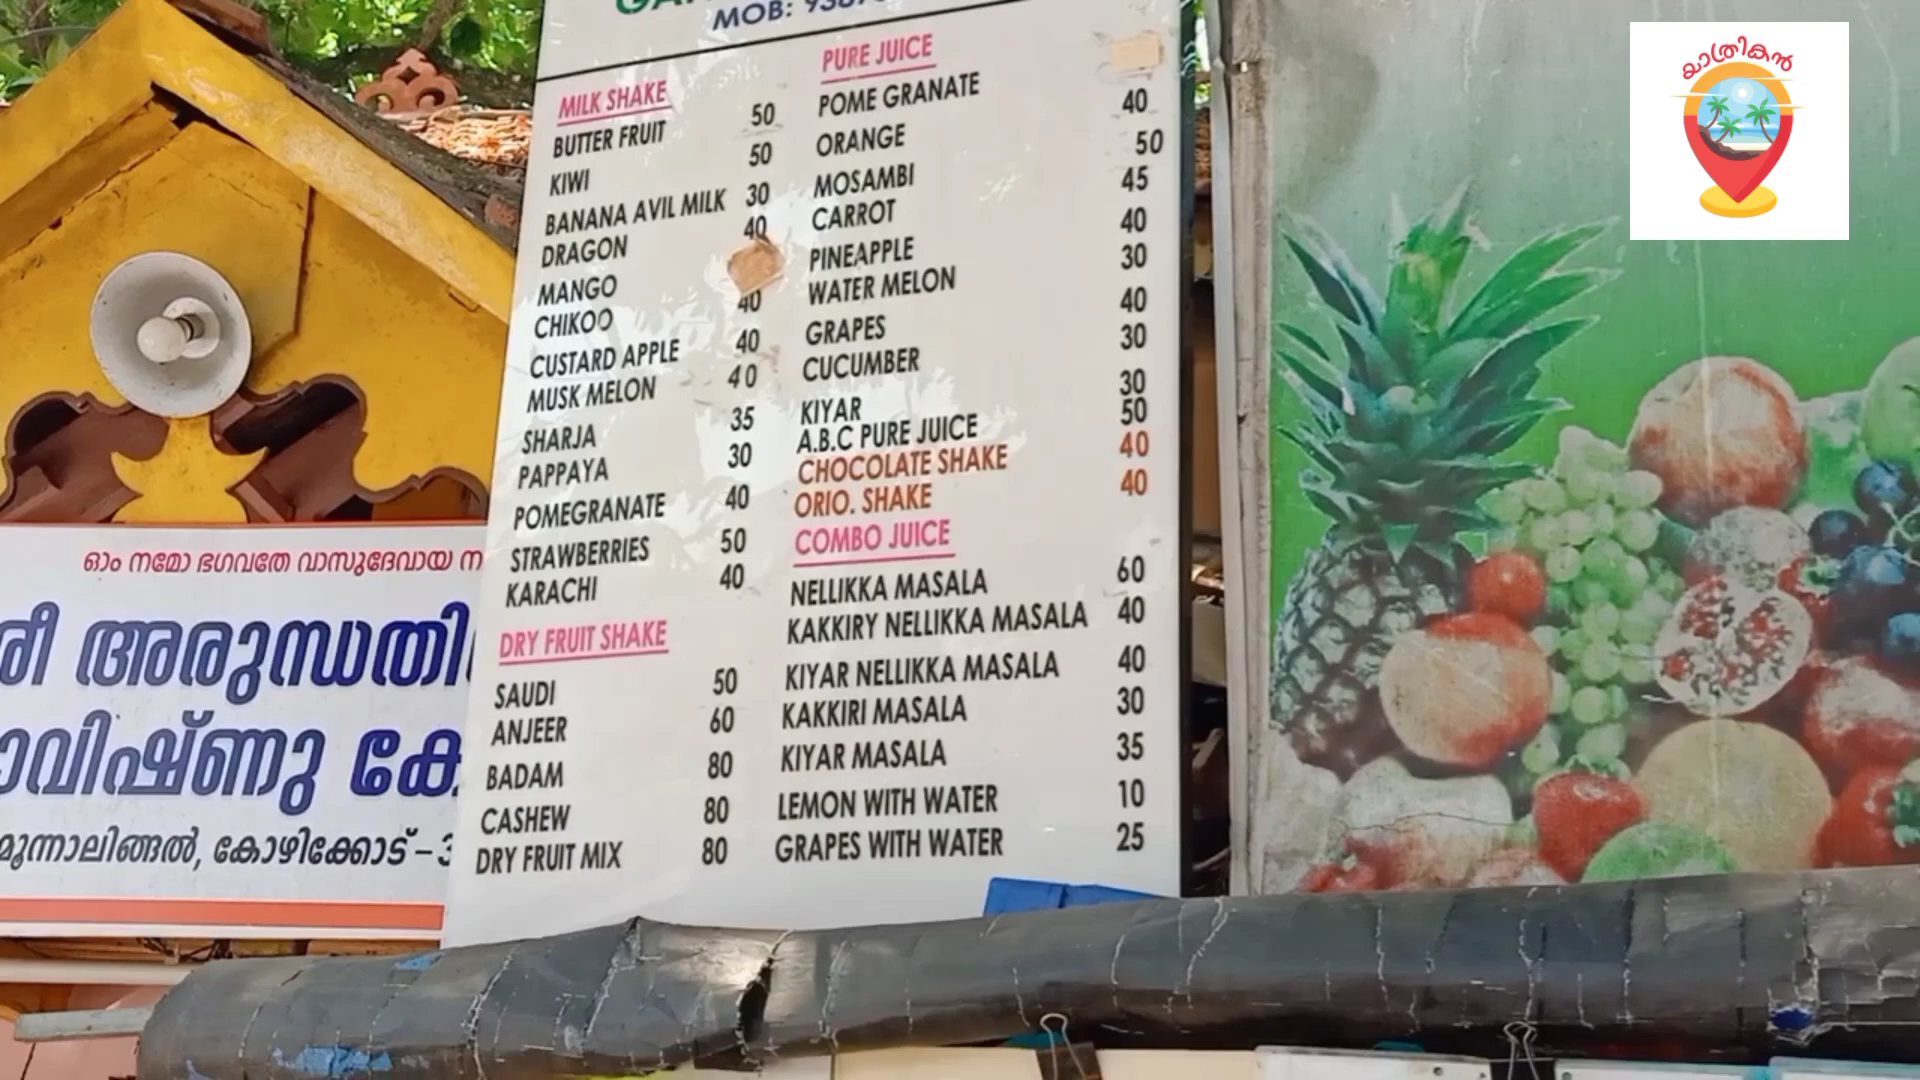 MOB:
MILK SHAKE
BUTTER FRUIT 50
KIWI 50
BANANA AVIL MILK 30
DRAGON 40
MANGO
CHIKOO 40
CUSTARD APPLE 40
MUSK MELON 40
SHARJA 35
PAPPAYA 30
POMEGRANATE 40
STRAWBERRIES 50
KARACHI 40
DRY FRUIT SHAKE
SAUDI 50
ANJEER 60
BADAM 80
CASHEW 80
DRY FRUIT MIX 80
PURE JUICE
POME GRANATE
ORANGE 40
MOSAMBI 50
CARROT 45
PINEAPPLE 40
WATER MELON 30
GRAPES 40
CUCUMBER 30
KIYAR 30
A.B.C PURE JUICE 50
CHOCOLATE SHAKE 40
ORIO. SHAKE 40
COMBO JUICE
NELLIKKA MASALA 60
KAKKIRY NELLIKKA MASALA 40
KIYAR NELLIKKA MASALA 40
KAKKIRI MASALA 30
KIYAR MASALA 35
LEMON WITH WATER 10
GRAPES WITH WATER 25
ഓം നമോ ഭഗവതേ വാസുദേവായ
മൂന്നാലിങ്ങൽ, കോഴിക്കോട് –
യാത്രികൻ